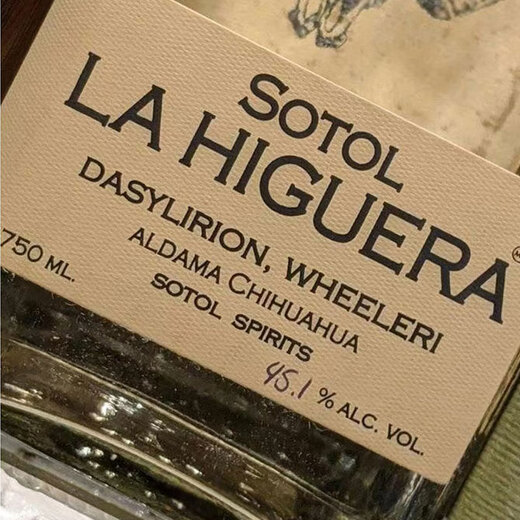 SOTOL
LA HIGUERA
DASYLIRION, WHEELERI
ALDAMA CHIHUAHUA
SOTOL SPIRITS
750 ML.
45.1 % ALC. VOL.